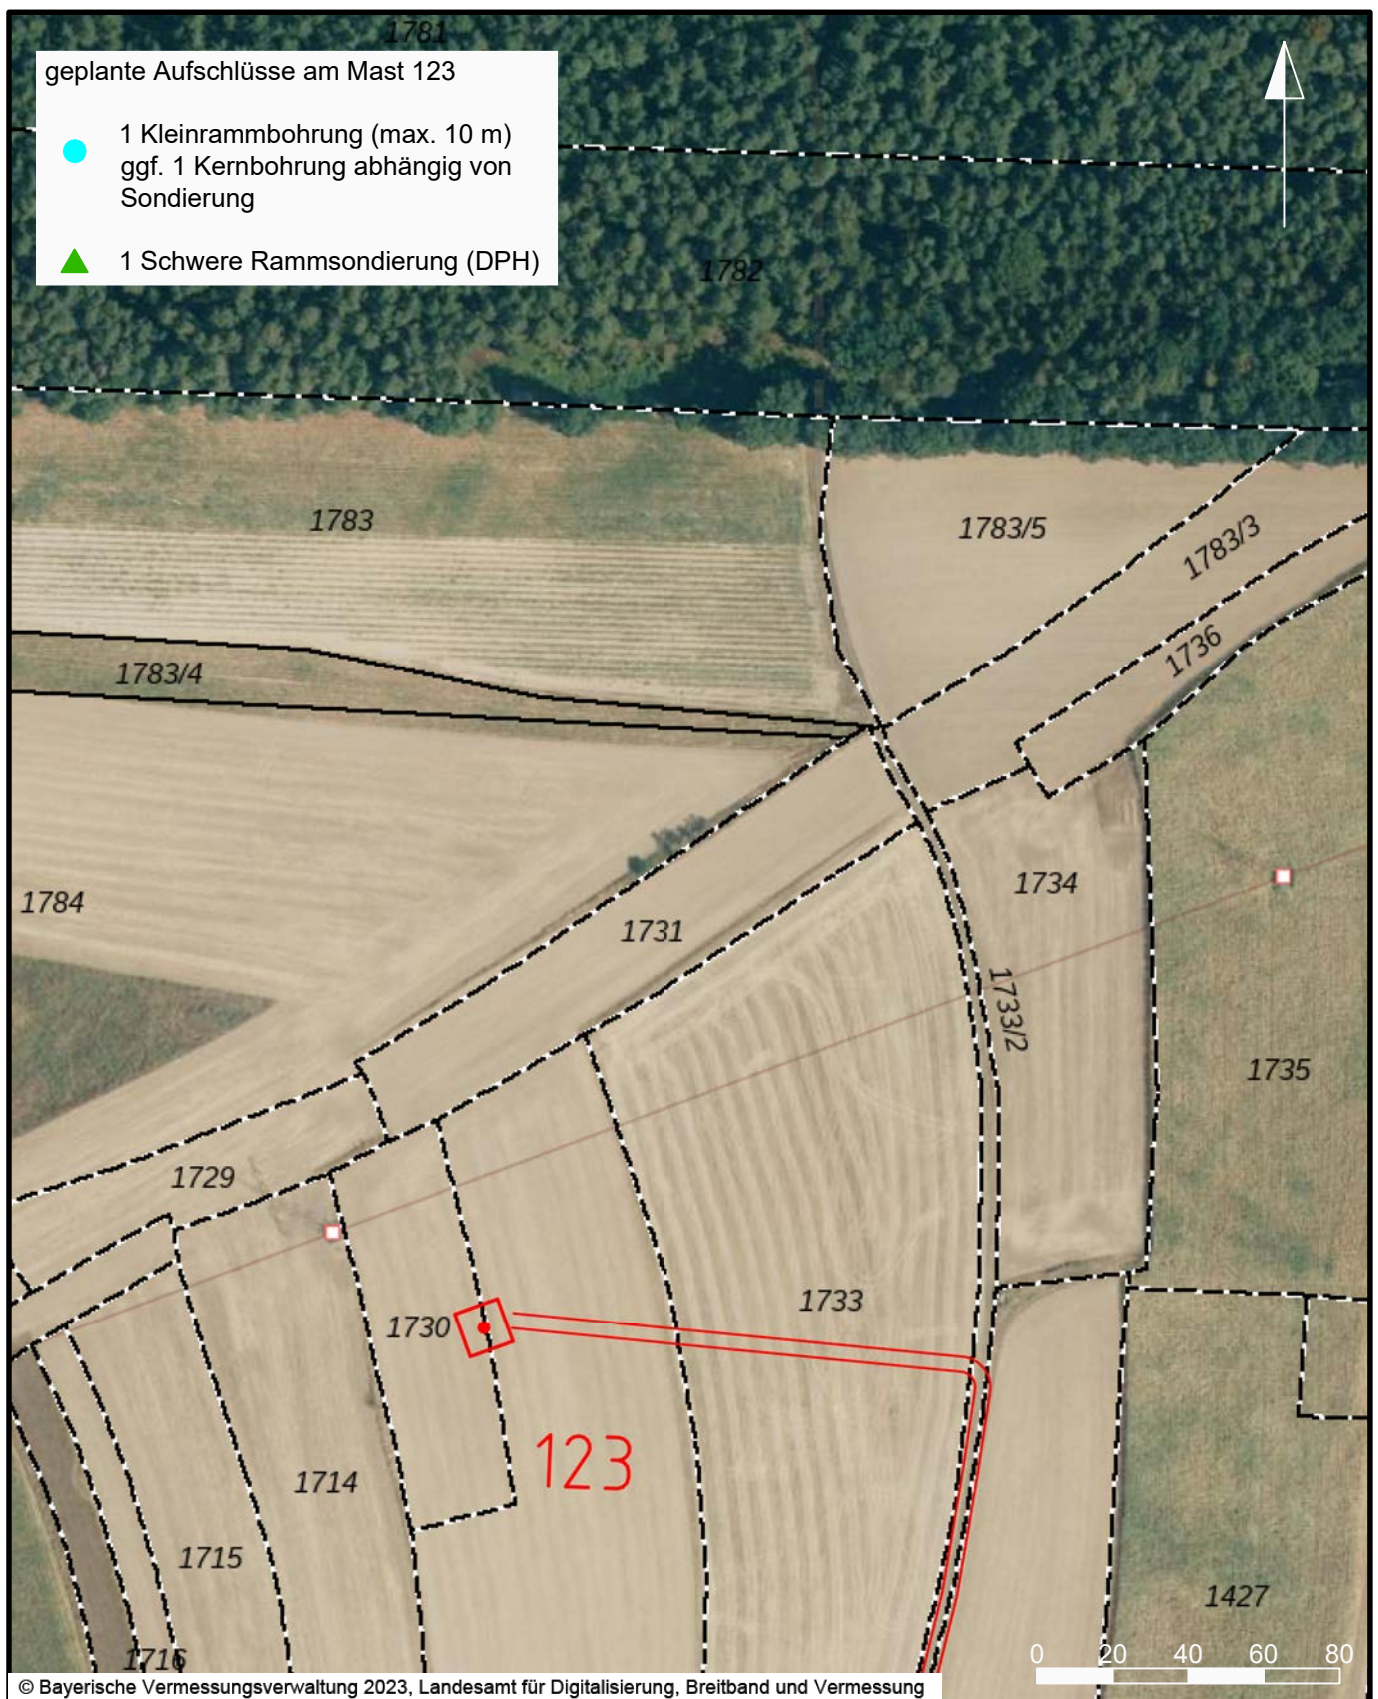 1781
geplante Aufschlüsse am Mast 123
1 Kleinrammbohrung (max. 10 m)
ggf. 1 Kernbohrung abhängig von
Sondierung
1 Schwere Rammsondierung (DPH)
1782
1783
1783/5
1783/3
1736
1783/4
1734
1784
1731
1733/2
1735
1729
1733
1730
123
1714
1715
1427
1716
0 20 40 60 80
© Bayerische Vermessungsverwaltung 2023, Landesamt für Digitalisierung, Breitband und Vermessung